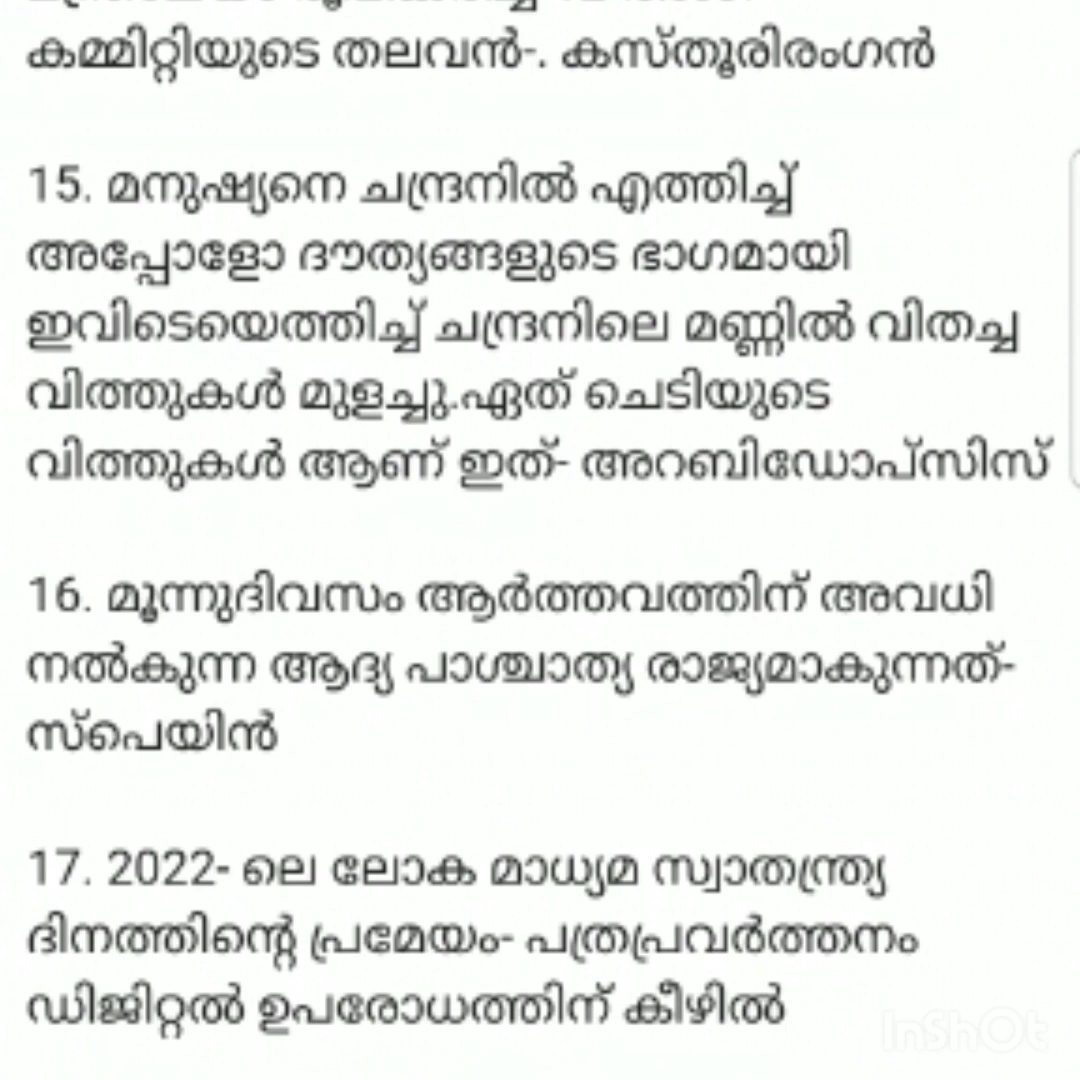 കമ്മിറ്റിയുടെ തലവൻ-. കസ്തൂരിരംഗൻ
15. മനുഷ്യനെ ചന്ദ്രനിൽ എത്തിച്ച്
അപ്പോളോ ദൗത്യങ്ങളുടെ ഭാഗമായി
ഇവിടെയെത്തിച്ച് ചന്ദ്രനിലെ മണ്ണിൽ വിതച്ച
വിത്തുകൾ മുളച്ചു.ഏത് ചെടിയുടെ
വിത്തുകൾ ആണ് ഇത്- അറബിഡോപ്സിസ്
16. മൂന്നുദിവസം ആർത്തവത്തിന് അവധി
നൽകുന്ന ആദ്യ പാശ്ചാത്യ രാജ്യമാകുന്നത്-
സ്പെയിൻ
17. 2022- ലെ ലോക മാധ്യമ സ്വാതന്ത്ര്യ
ദിനത്തിന്റെ പ്രമേയം- പത്രപ്രവർത്തനം
ഡിജിറ്റൽ ഉപരോധത്തിന് കീഴിൽ
InShOt